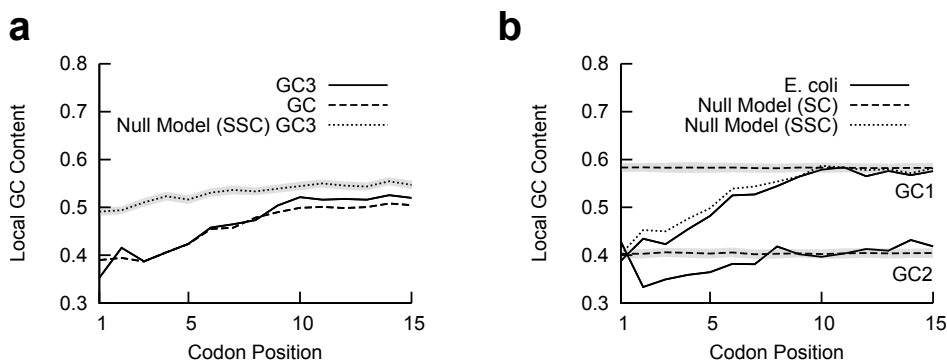 a
0.8
0.7
0.6
0.5
0.4
0.3
Local GC Content
GC3
GC
Null Model (SSC) GC3
1
5
10
15
Codon Position
b
0.8
0.7
0.6
0.5
0.4
0.3
Local GC Content
E. coli
Null Model (SC)
Null Model (SSC)
GC1
GC2
1
5
10
15
Codon Position